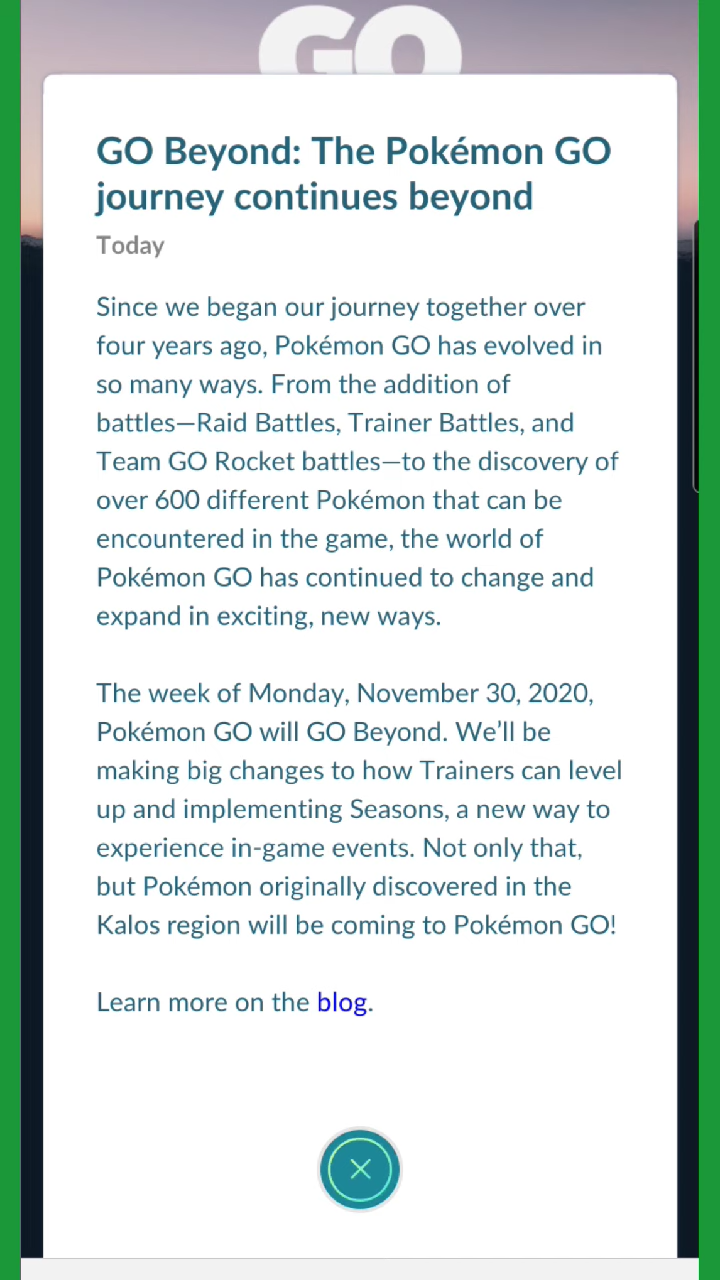 GO
GO Beyond: The Pokémon GO
journey continues beyond
Today
Since we began our journey together over
four years ago, Pokémon GO has evolved in
so many ways. From the addition of
battles—Raid Battles, Trainer Battles, and
Team GO Rocket battles—to the discovery of
over 600 different Pokémon that can be
encountered in the game, the world of
Pokémon GO has continued to change and
expand in exciting, new ways.
The week of Monday, November 30, 2020,
Pokémon GO will GO Beyond. We’ll be
making big changes to how Trainers can level
up and implementing Seasons, a new way to
experience in-game events. Not only that,
but Pokémon originally discovered in the
Kalos region will be coming to Pokémon GO!
Learn more on the blog.